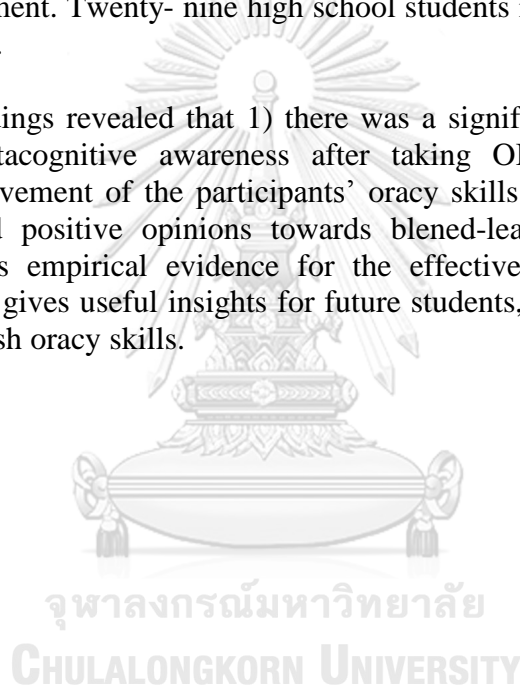 ment. Twenty- nine high school students
.
dings revealed that 1) there was a signif
tacognitive awareness after taking
vement of the participants' oracy skills
d positive opinions towards blened-lea
s empirical evidence for the effective
gives useful insights for future students,
sh oracy skills.
จุฬาลงกรณ์มหาวิทยาลัย
CHULALONGKORN UNIVERSITY